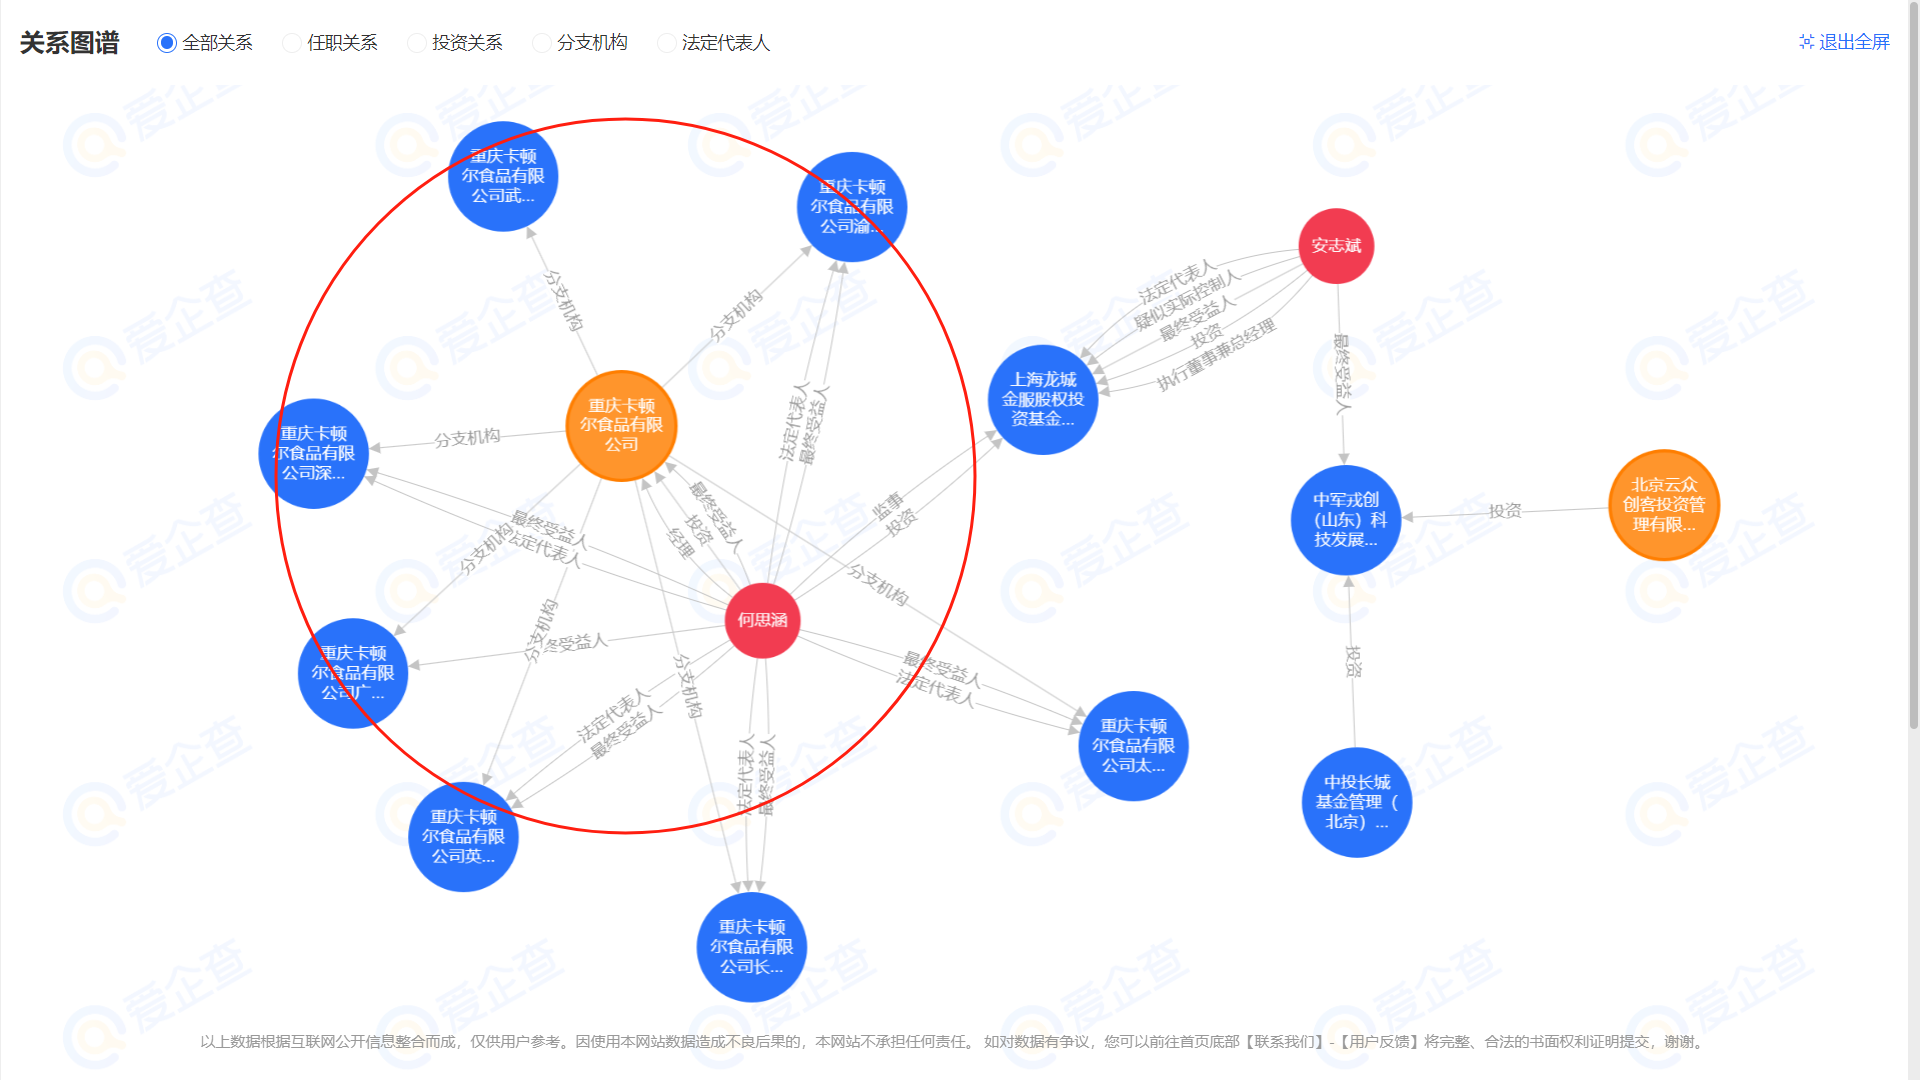 关系图谱 全部关系 任职关系 投资关系 分支机构 法定代表人 退出全屏
重庆卡顿
尔食品有限
公司武...
重庆卡顿
尔食品有限
公司渝...
安志斌
分支机构
分支机构
法定代表人
疑似实际控制人
最终受益人
投资
执行董事兼总经理
最终受益人
上海龙城
金服股权投
资基金...
重庆卡顿
尔食品有限
公司
法定代表人
最终受益人
重庆卡顿
尔食品有限
公司深...
分支机构
最终受益人
投资
经理
监事
投资
中军戎创
（山东）科
技发展...
投资
北京云众
创客投资管
理有限...
最终受益人
法定代表人
分支机构
分支机构
分支机构
何思涵
终受益人
重庆卡顿
尔食品有限
公司广...
分支机构
最终受益人
法定代表人
法定代表人
最终受益人
投资
重庆卡顿
尔食品有限
公司太...
法定代表人
最终受益人
中投长城
基金管理（
北京）...
重庆卡顿
尔食品有限
公司英...
重庆卡顿
尔食品有限
公司长...
以上数据根据互联网公开信息整合而成，仅供用户参考。因使用本网站数据造成不良后果的，本网站不承担任何责任。 如对数据有争议，您可以前往首页底部【联系我们】-【用户反馈】将完整、合法的书面权利证明提交，谢谢。
爱企查